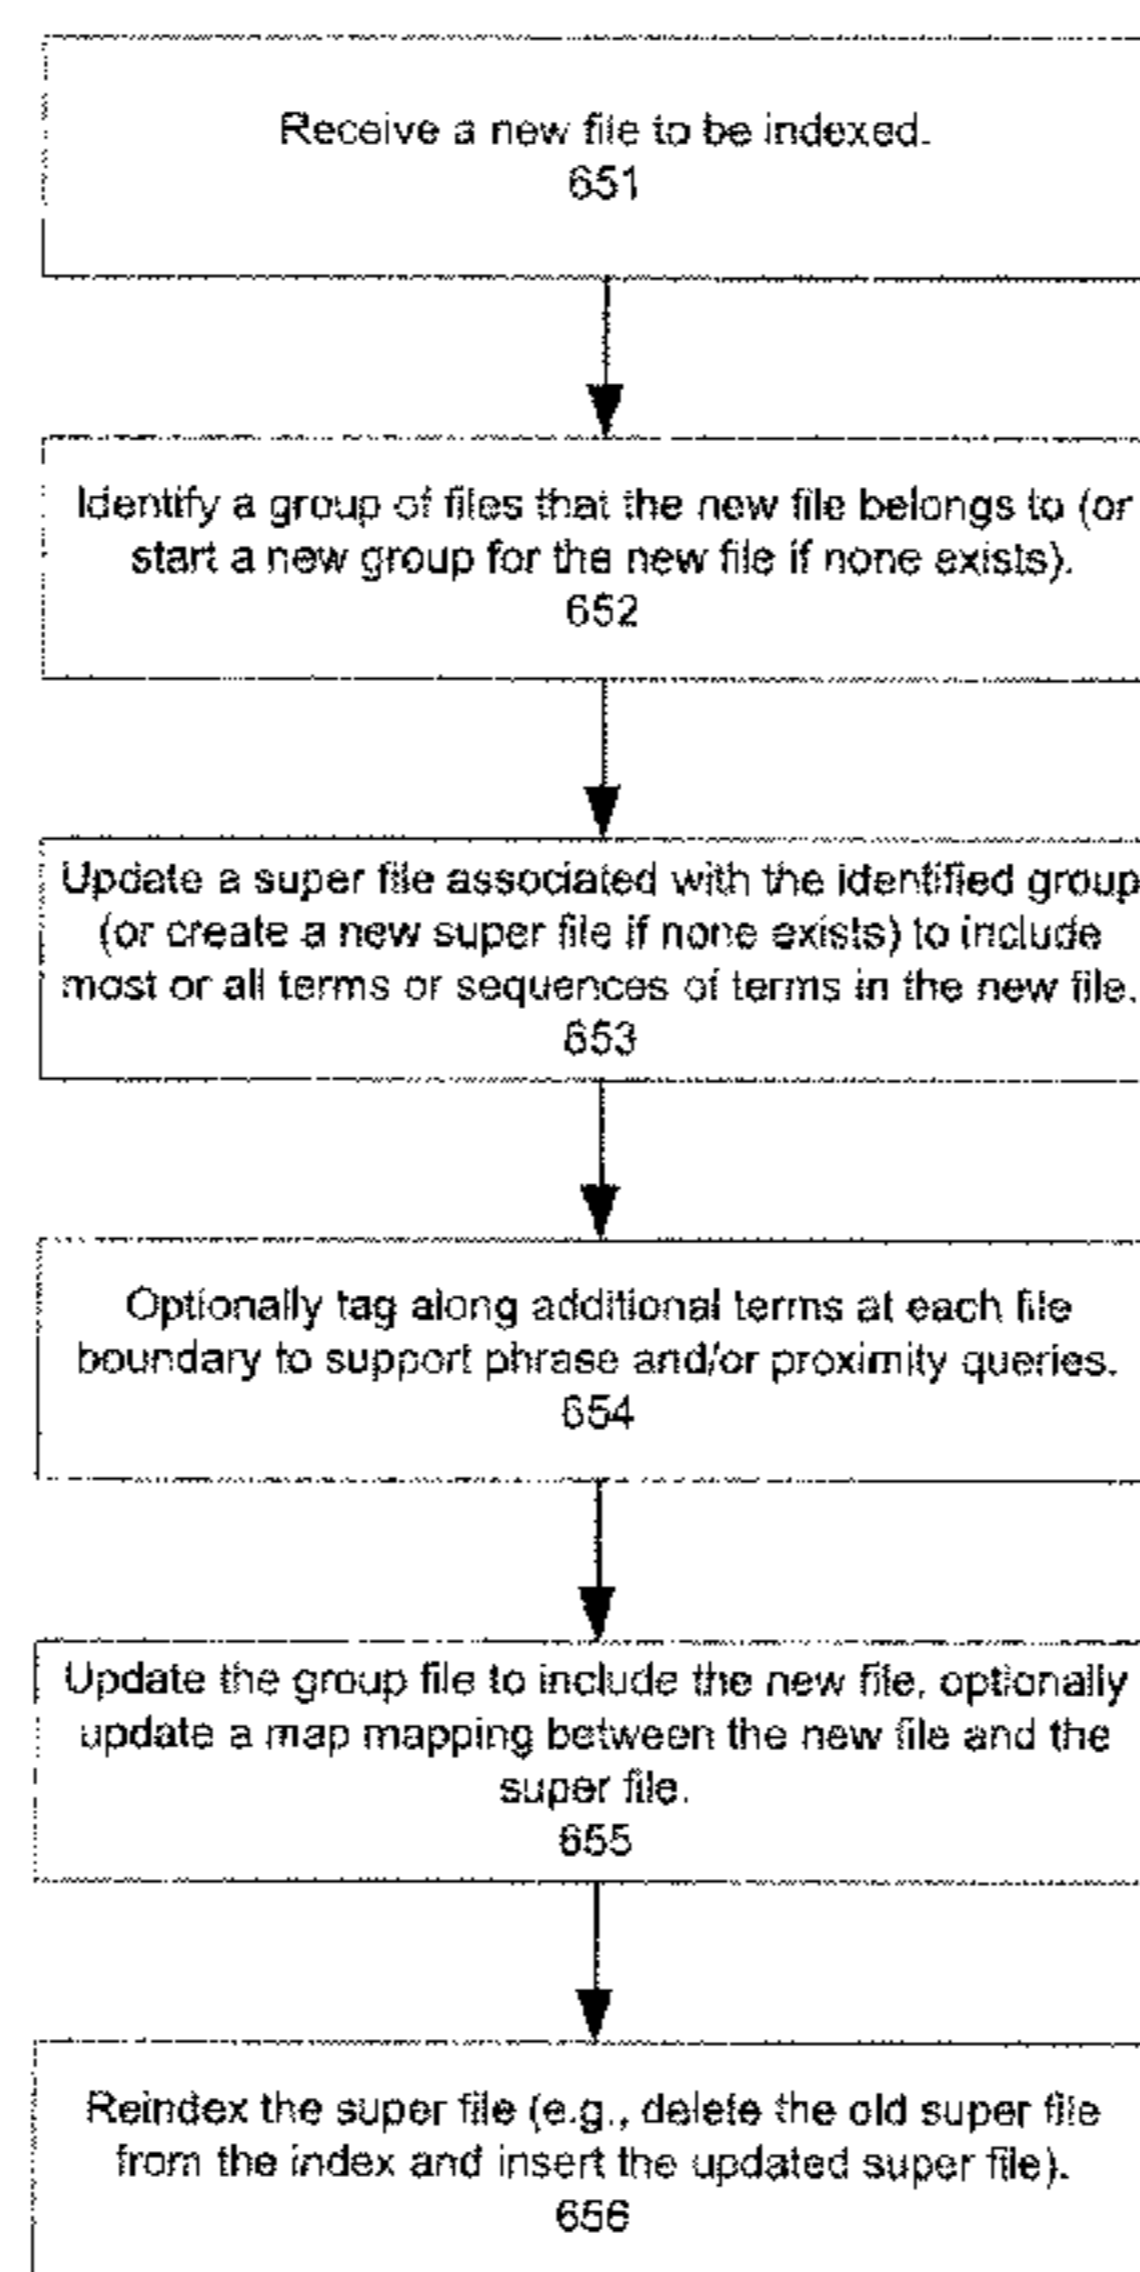 Receive a new file to be indexed.
651
Identify a group of files that the new file belongs to (or
start a new group for the new file if none exists).
652
Update a super file associated with the identified group
(or create a new super file if none exists) to include
most or all terms or sequences of terms in the new file.
653
Optionally tag along additional terms at each file
boundary to support phrase and/or proximity queries.
654
Update the group file to include the new file, optionally
update a map mapping between the new file and the
super file.
655
Reindex the super file (e.g., delete the old super file
from the index and insert the updated super file).
656